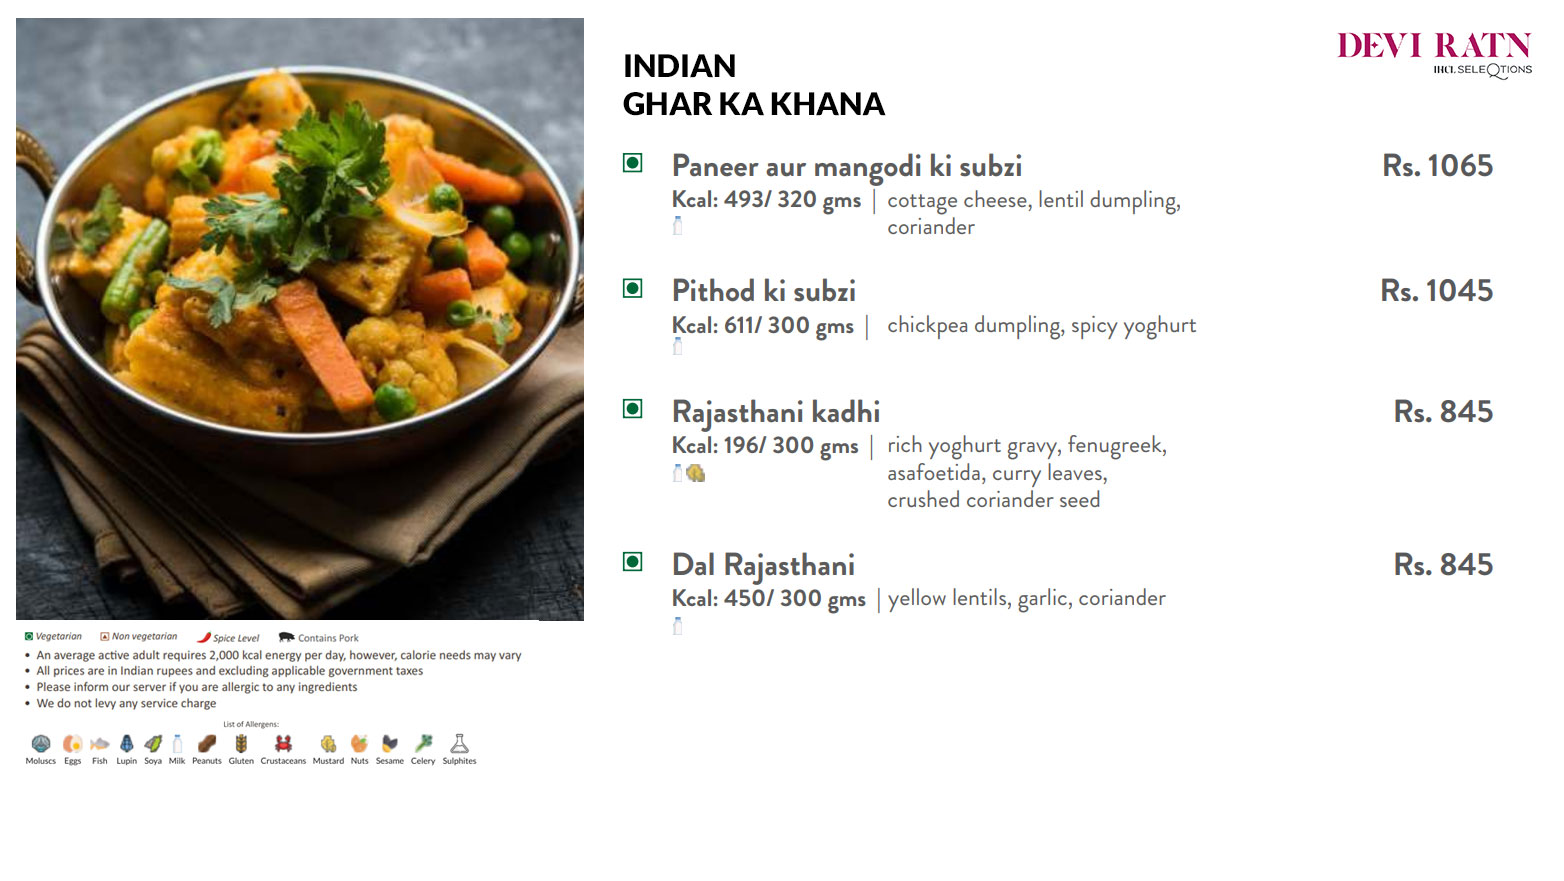 DEVI RATN
IHCL SELEQTIONS
INDIAN
GHAR KA KHANA
Paneer aur mangodi ki subzi Rs. 1065
Kcal: 493/ 320 gms | cottage cheese, lentil dumpling,
coriander
Pithod ki subzi Rs. 1045
Kcal: 611/ 300 gms | chickpea dumpling, spicy yoghurt
Rajasthani kadhi Rs. 845
Kcal: 196/ 300 gms | rich yoghurt gravy, fenugreek,
asafoetida, curry leaves,
crushed coriander seed
Dal Rajasthani Rs. 845
Kcal: 450/ 300 gms | yellow lentils, garlic, coriander
Vegetarian Non vegetarian Spice Level Contains Pork
• An average active adult requires 2,000 kcal energy per day, however, calorie needs may vary
• All prices are in Indian rupees and excluding applicable government taxes
• Please inform our server if you are allergic to any ingredients
• We do not levy any service charge
List of Allergens:
Moluscs Eggs Fish Lupin Soya Milk Peanuts Gluten Crustaceans Mustard Nuts Sesame Celery Sulphites